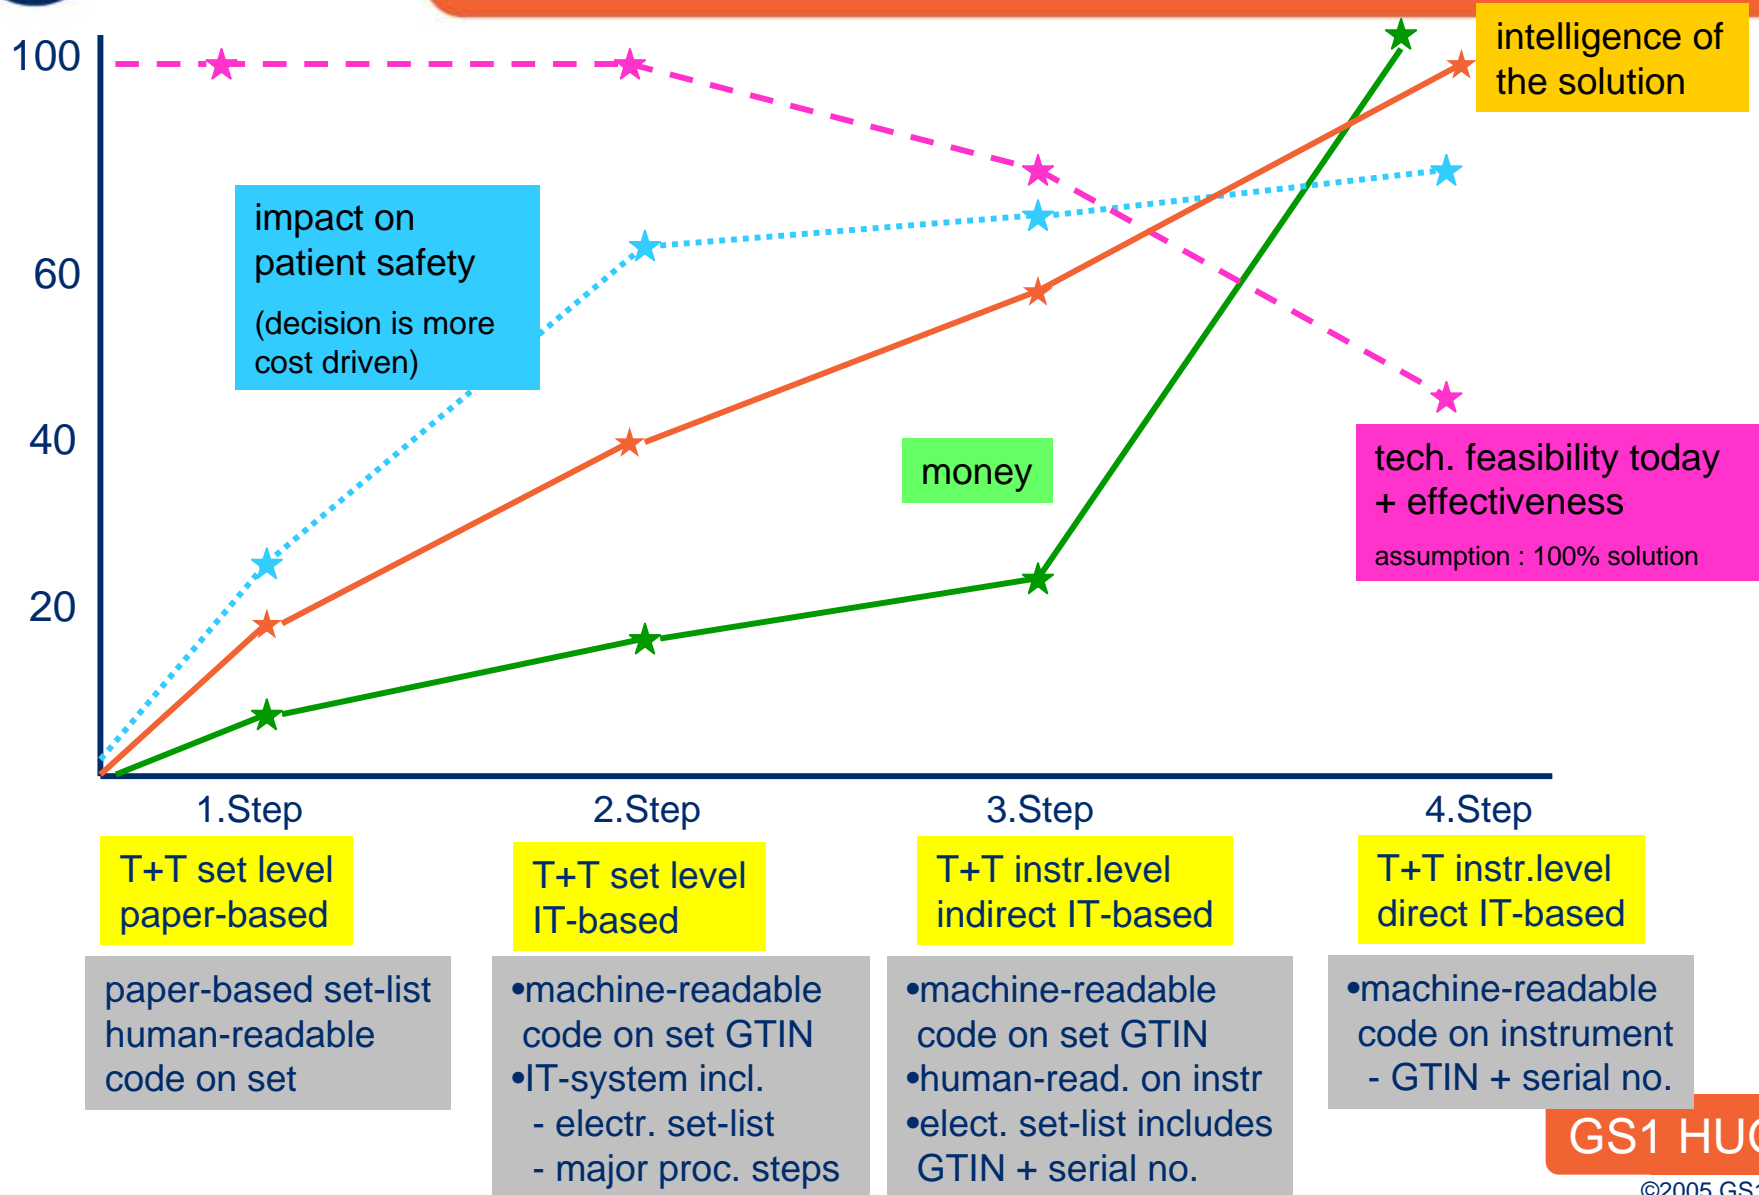 100
60
40
20
intelligence of
the solution
impact on
patient safety
(decision is more
cost driven)
money
tech. feasibility today
+ effectiveness
assumption : 100% solution
1.Step
2.Step
3.Step
4.Step
T+T set level
paper-based
T+T set level
IT-based
T+T instr.level
indirect IT-based
T+T instr.level
direct IT-based
paper-based set-list
human-readable
code on set
•machine-readable
code on set GTIN
•IT-system incl.
- electr. set-list
- major proc. steps
•machine-readable
code on set GTIN
•human-read. on instr
•elect. set-list includes
GTIN + serial no.
•machine-readable
code on instrument
- GTIN + serial no.
GS1
©2005